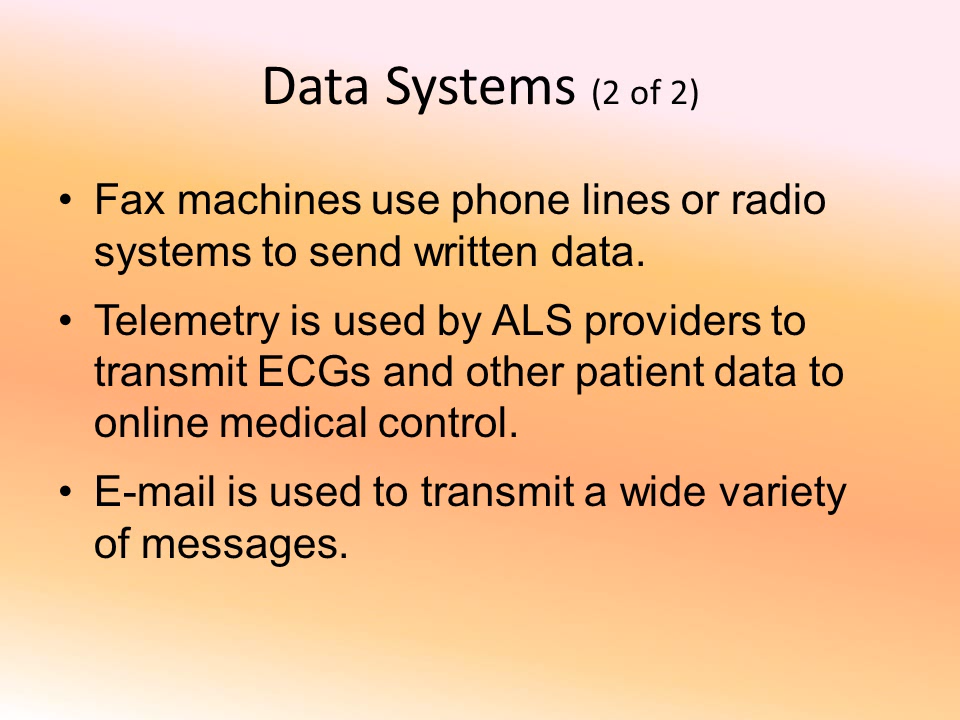 Data Systems (2 of 2)
• Fax machines use phone lines or radio
systems to send written data.
• Telemetry is used by ALS providers to
transmit ECGs and other patient data to
online medical control.
• E-mail is used to transmit a wide variety
of messages.